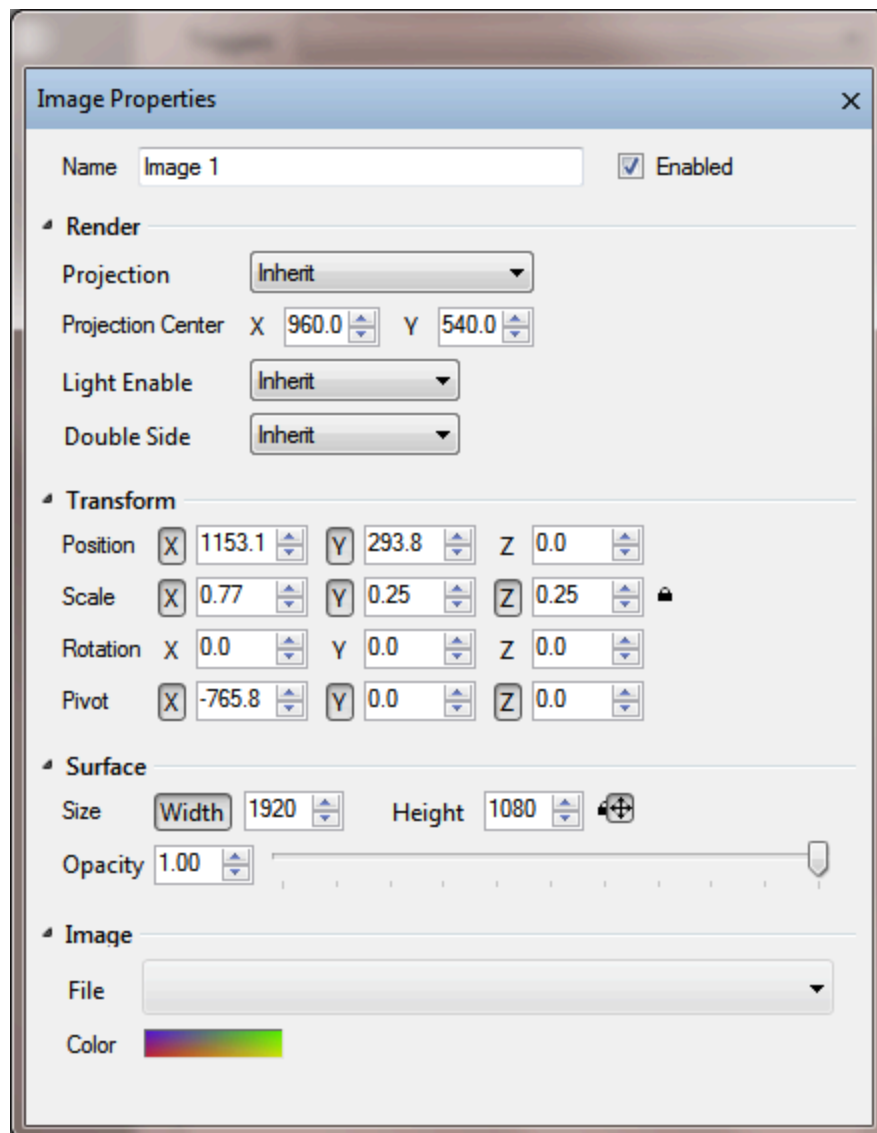 Image Properties
Name Image 1 Enabled
Render
Projection Inherit
Projection Center X 960.0 Y 540.0
Light Enable Inherit
Double Side Inherit
Transform
Position X 1153.1 Y 293.8 Z 0.0
Scale X 0.77 Y 0.25 Z 0.25
Rotation X 0.0 Y 0.0 Z 0.0
Pivot X -765.8 Y 0.0 Z 0.0
Surface
Size Width 1920 Height 1080
Opacity 1.00
Image
File
Color